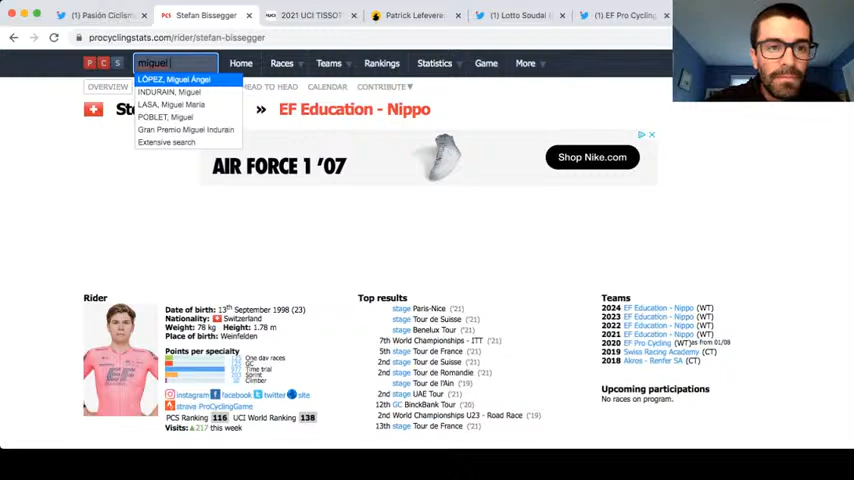 (1) Pasión Ciclism
PCS Stefan Bissegger
2021 UCI TISSOT
Patrick Lefevere
(1) Lotto Soudal (
(1) EF Pro Cycling
procyclingstats.com/rider/stefan-bissegger
P C S miguel Home Races Teams Rankings Statistics Game More
LÓPEZ, Miguel Ángel
INDURAIN, Miguel
LASA, Miguel Maria
POBLET, Miguel
Gran Premio Miguel Indurain
Extensive search
OVERVIEW HEAD TO HEAD CALENDAR CONTRIBUTE
Ste » EF Education - Nippo
AIR FORCE 1 '07 Shop Nike.com
Rider
Date of birth: 13th September 1998 (23)
Nationality: Switzerland
Weight: 78 kg Height: 1.78 m
Place of birth: Weinfelden
Points per specialty
One day races
GC
Time trial
Sprint
Climber
instagram facebook twitter site
strava ProCyclingGame
PCS Ranking 116 UCI World Ranking 138
Visits: 217 this week
Top results
stage Paris-Nice ('21)
stage Tour de Suisse ('21)
stage Benelux Tour ('21)
7th World Championships - ITT ('21)
5th stage Tour de France ('21)
2nd stage Tour de Suisse ('21)
2nd stage Tour de Romandie ('21)
stage Tour de l'Ain ('19)
2nd stage UAE Tour ('21)
12th GC BinckBank Tour ('20)
2nd World Championships U23 - Road Race ('19)
13th stage Tour de France ('21)
Teams
2024 EF Education - Nippo (WT)
2023 EF Education - Nippo (WT)
2022 EF Education - Nippo (WT)
2021 EF Education - Nippo (WT)
2020 EF Pro Cycling (WT) as from 01/08
2019 Swiss Racing Academy (CT)
2018 Akros - Renfer SA (CT)
Upcoming participations
No races on program.